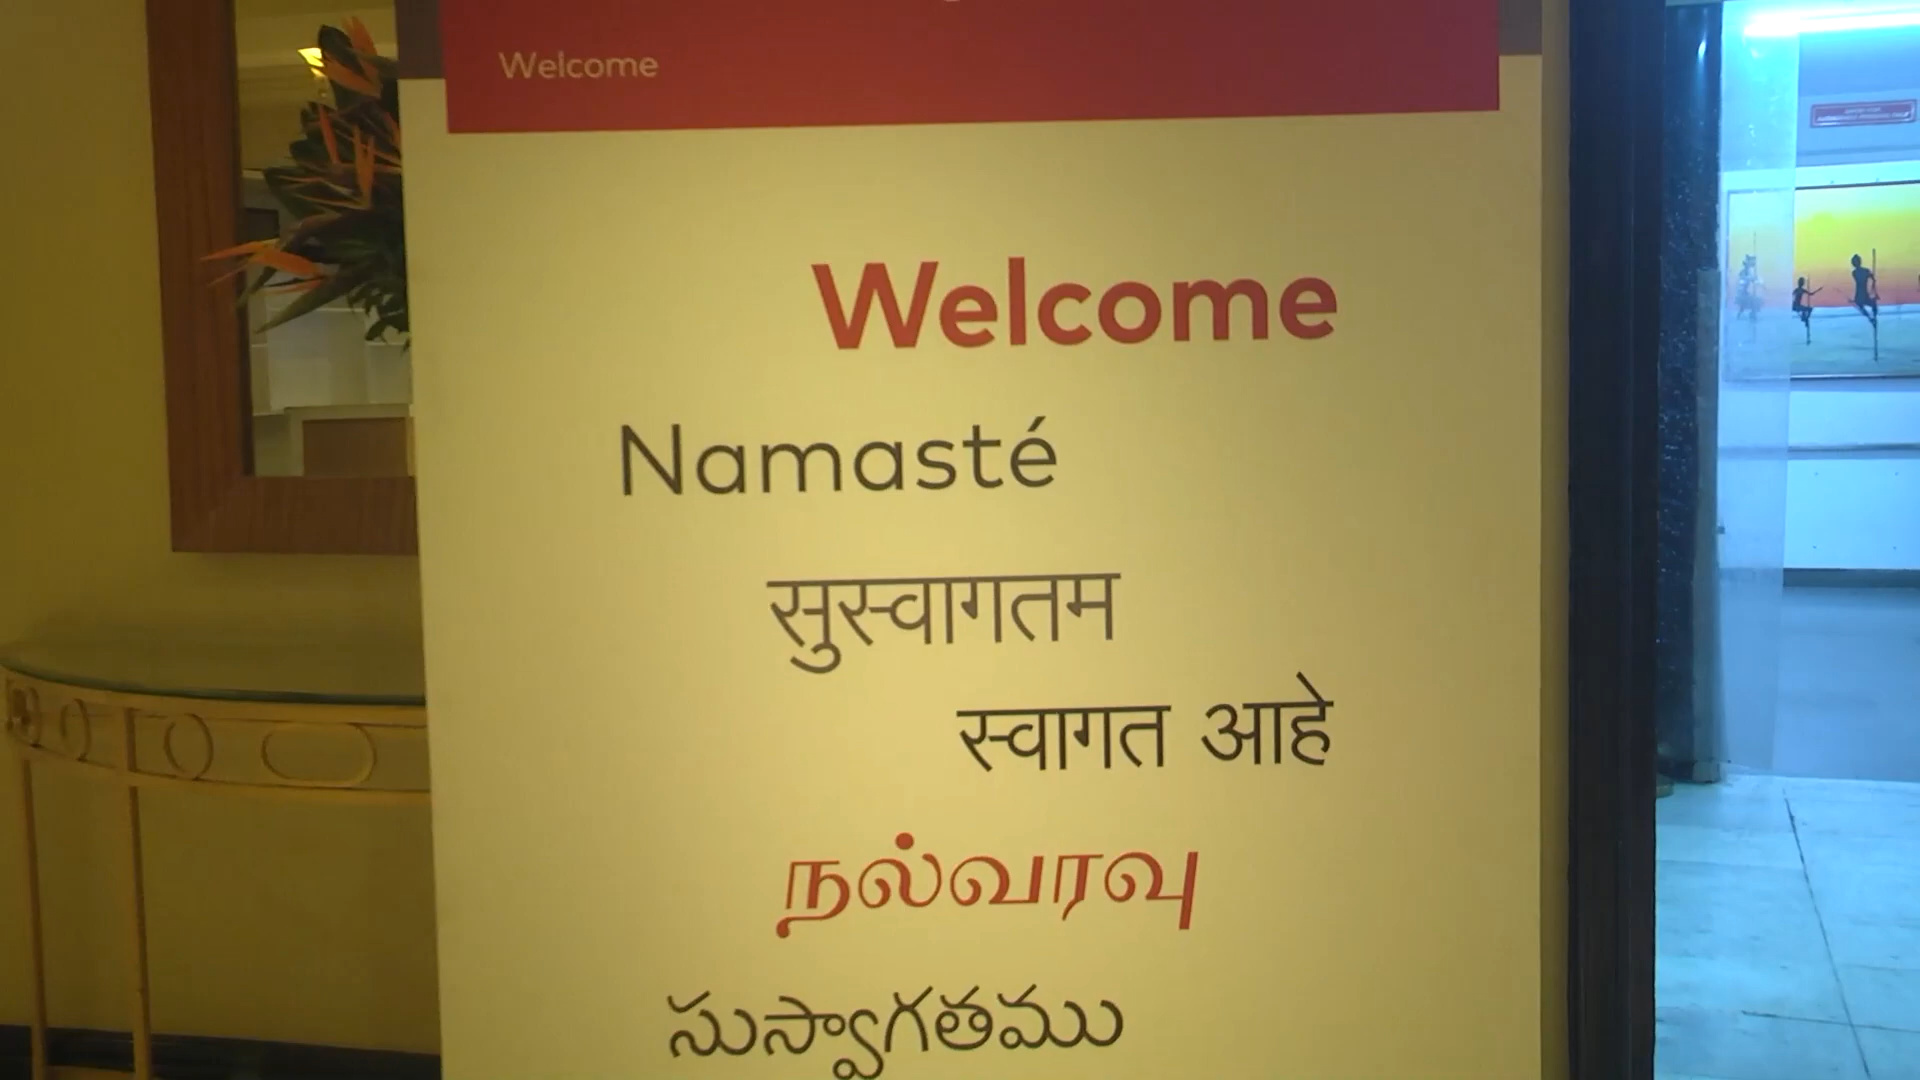 Welcome
Welcome
Namasté
सुस्वागतम
स्वागत आहे
நல்வரவு
సుస్వాగతము